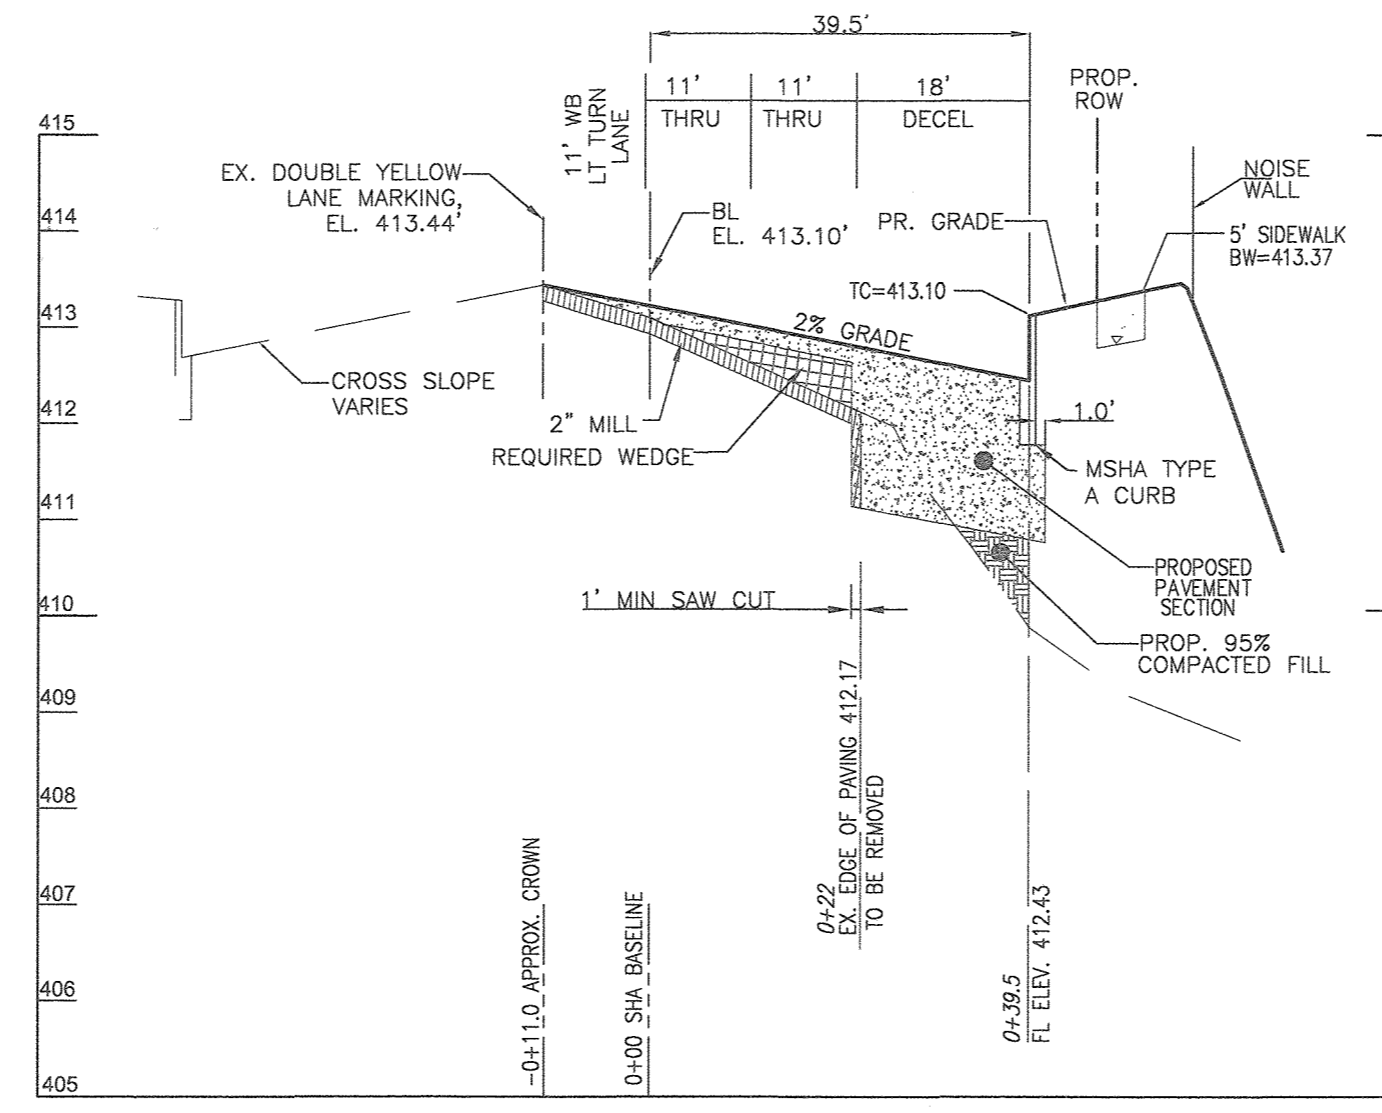 39.5'
11'
11'
18'
THRU
THRU
DECEL
11' WB
LT TURN
LANE
PROP.
ROW
415
EX. DOUBLE YELLOW
LANE MARKING,
EL. 413.44'
NOISE
WALL
414
BL
EL. 413.10'
PR. GRADE
5' SIDEWALK
BW=413.37
TC=413.10
413
2% GRADE
CROSS SLOPE
VARIES
412
2" MILL
REQUIRED WEDGE
1.0'
MSHA TYPE
A CURB
411
PROPOSED
PAVEMENT
SECTION
410
1' MIN SAW CUT
PROP. 95%
COMPACTED FILL
409
408
407
406
405
-0+11.0 APPROX. CROWN
0+00 SHA BASELINE
0+22
EX. EDGE OF PAVING 412.17
TO BE REMOVED
0+39.5
FL ELEV. 412.43